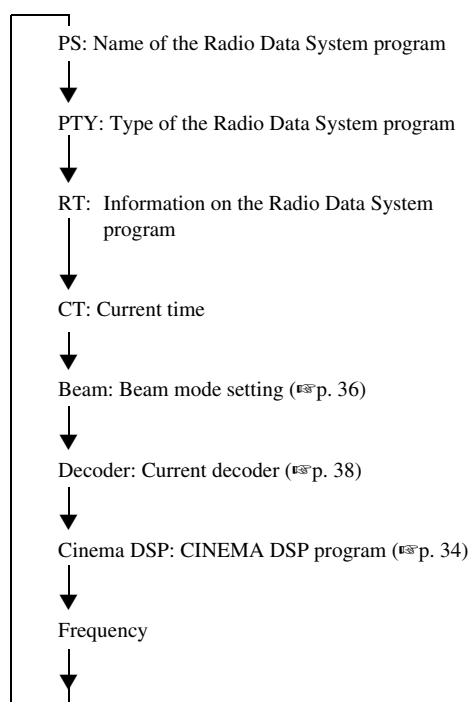 PS: Name of the Radio Data System program
PTY: Type of the Radio Data System program
RT: Information on the Radio Data System
program
CT: Current time
Beam: Beam mode setting (☞p. 36)
Decoder: Current decoder (☞p. 38)
Cinema DSP: CINEMA DSP program (☞p. 34)
Frequency